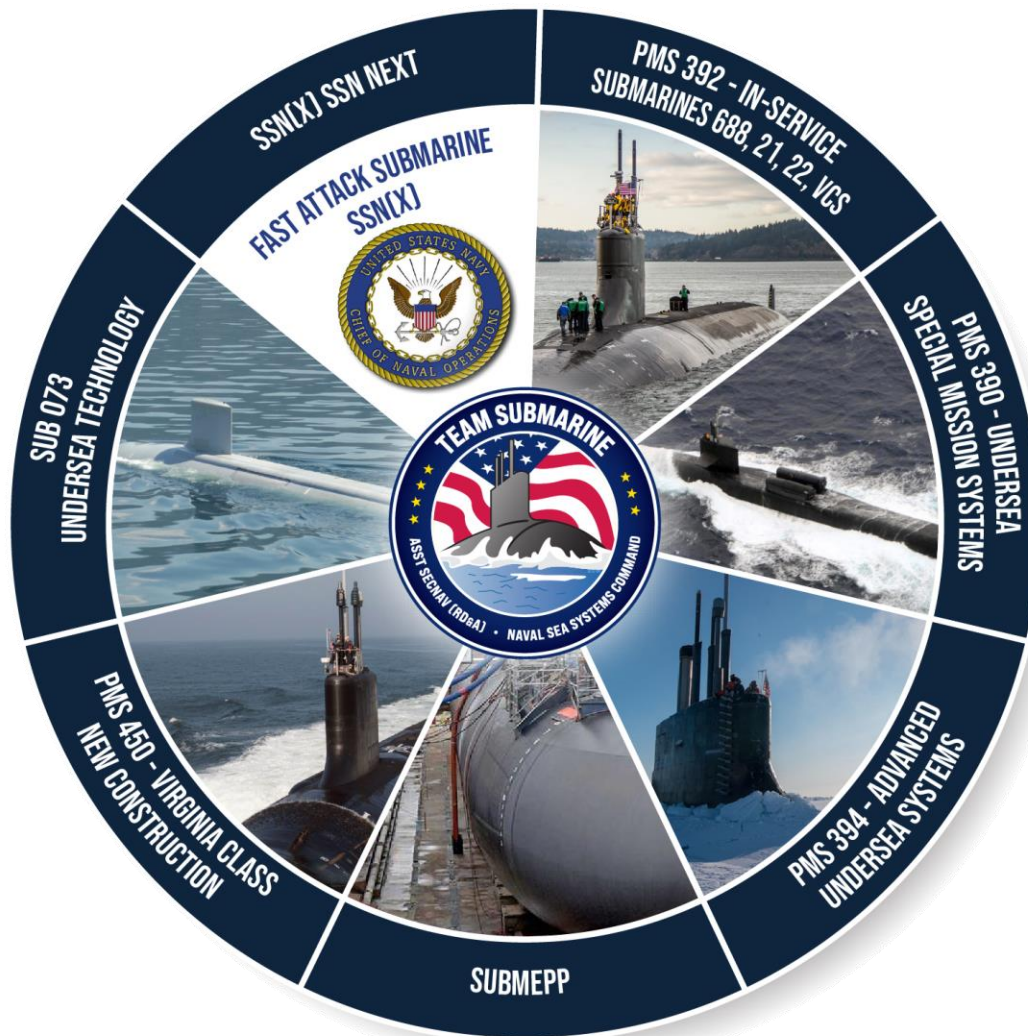 SSN(X) SSN NEXT
PMS 392 - IN-SERVICE
SUBMARINES 688, 21, 22, VCS
PMS 390 - UNDERSEA
SPECIAL MISSION SYSTEMS
PMS 394 - ADVANCED
UNDERSEA SYSTEMS
SUBMEPP
PMS 450 - VIRGINIA CLASS
NEW CONSTRUCTION
SUB 073
UNDERSEA TECHNOLOGY
FAST ATTACK SUBMARINE
SSN(X)
UNITED STATES NAVY
CHIEF OF NAVAL OPERATIONS
TEAM SUBMARINE
ASST SECNAV (RD&A) • NAVAL SEA SYSTEMS COMMAND